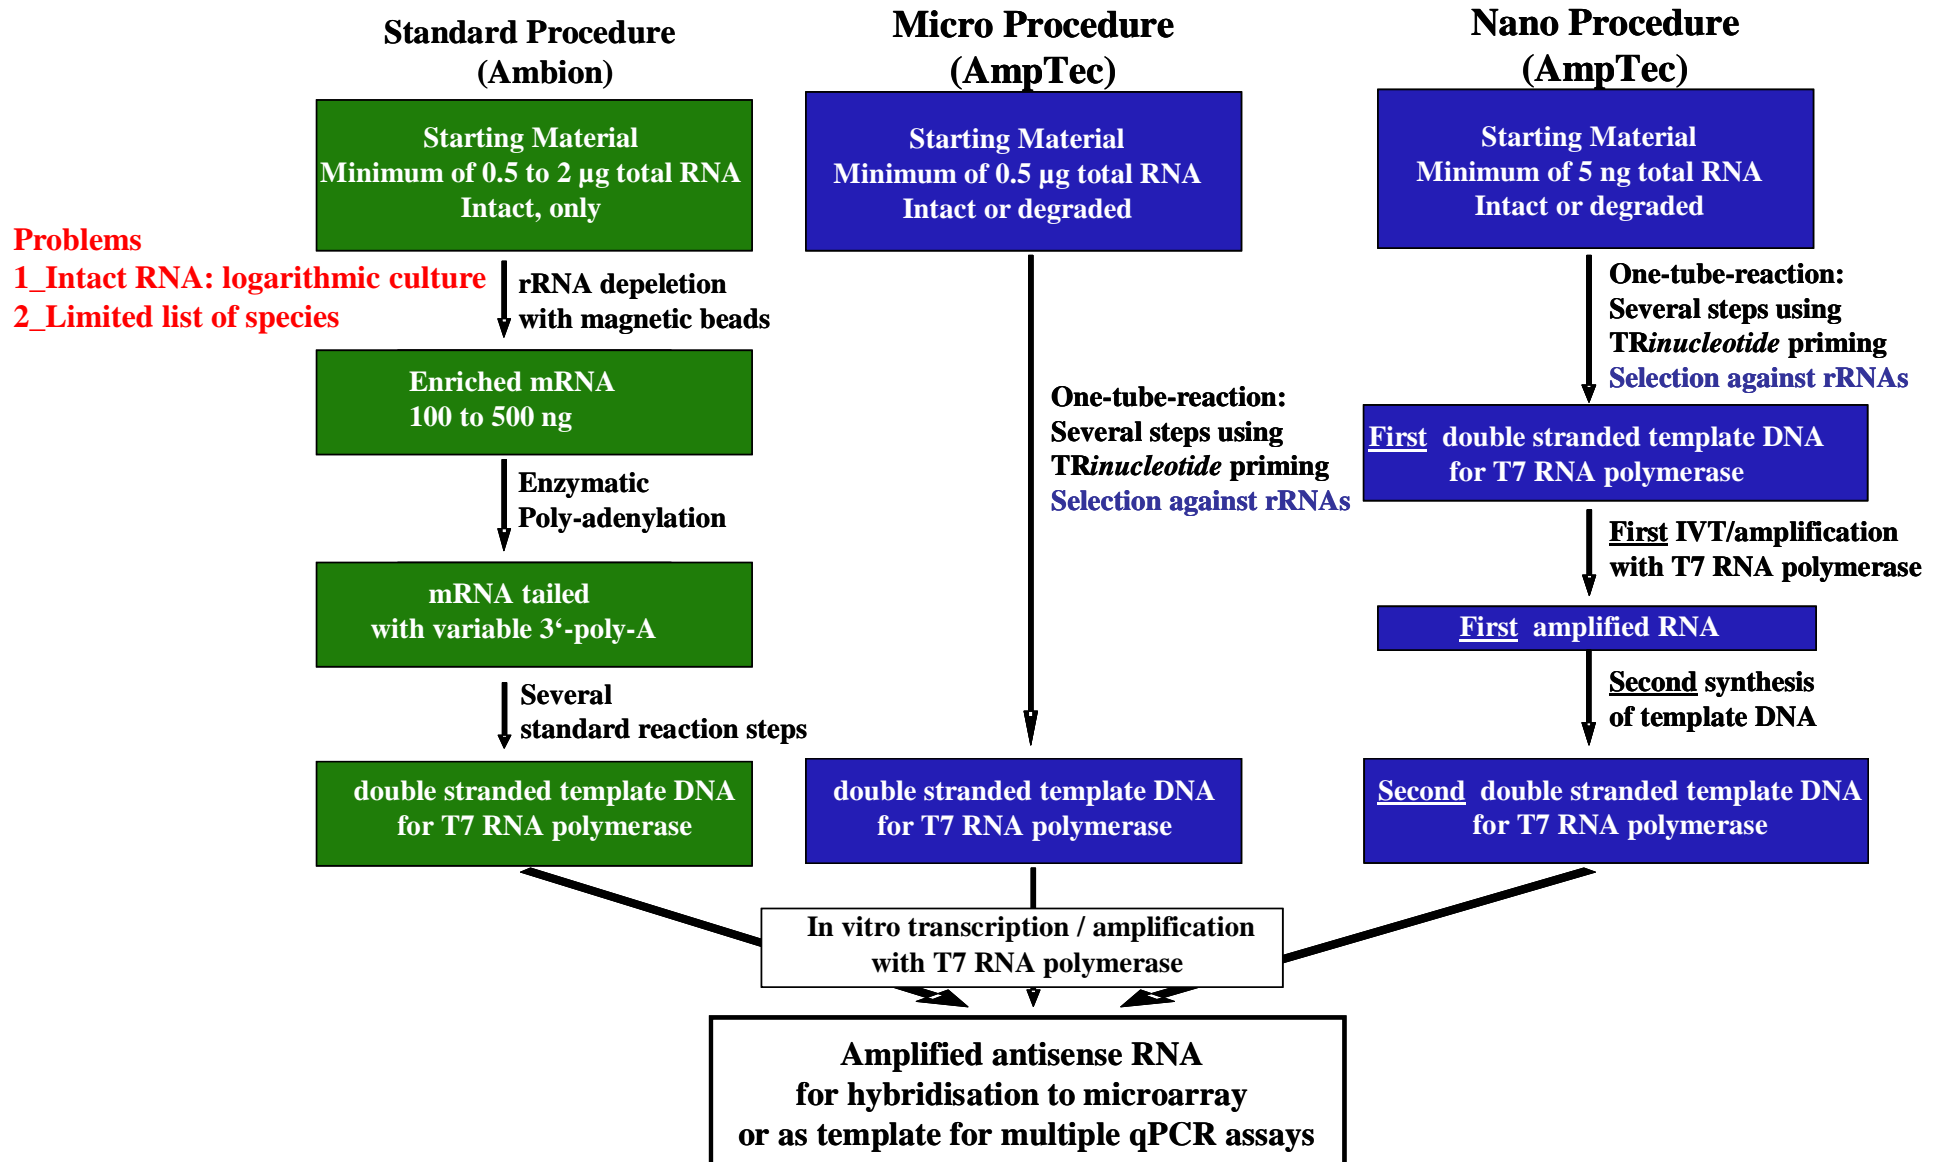 Standard Procedure
(Ambion)
Starting Material
Minimum of 0.5 to 2 µg total RNA
Intact, only
Problems
1_Intact RNA: logarithmic culture
2_Limited list of species
rRNA depeletion
with magnetic beads
Enriched mRNA
100 to 500 ng
Enzymatic
Poly-adenylation
mRNA tailed
with variable 3‘-poly-A
Several
standard reaction steps
double stranded template DNA
for T7 RNA polymerase
Micro Procedure
(AmpTec)
Starting Material
Minimum of 0.5 µg total RNA
Intact or degraded
One-tube-reaction:
Several steps using
TRinucleotide priming
Selection against rRNAs
double stranded template DNA
for T7 RNA polymerase
Nano Procedure
(AmpTec)
Starting Material
Minimum of 5 ng total RNA
Intact or degraded
One-tube-reaction:
Several steps using
TRinucleotide priming
Selection against rRNAs
First double stranded template DNA
for T7 RNA polymerase
First IVT/amplification
with T7 RNA polymerase
First amplified RNA
Second synthesis
of template DNA
Second double stranded template DNA
for T7 RNA polymerase
In vitro transcription / amplification
with T7 RNA polymerase
Amplified antisense RNA
for hybridisation to microarray
or as template for multiple qPCR assays